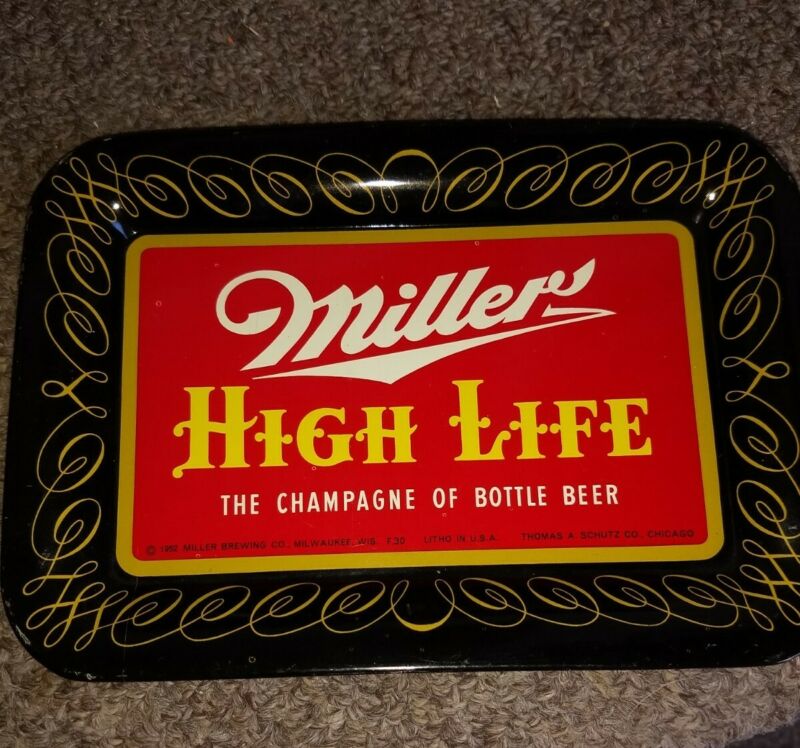 Miller
HIGH LIFE
THE CHAMPAGNE OF BOTTLE BEER
© 1952 MILLER BREWING CO., MILWAUKEE, WIS. F30 LITHO IN U.S.A. THOMAS A. SCHUTZ CO., CHICAGO